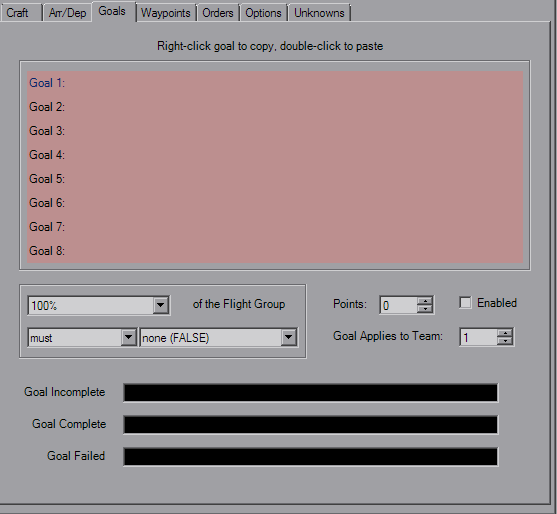 Craft Arr/Dep Goals Waypoints Orders Options Unknowns
Right-click goal to copy, double-click to paste
Goal 1:
Goal 2:
Goal 3:
Goal 4:
Goal 5:
Goal 6:
Goal 7:
Goal 8:
100% of the Flight Group Points: 0 Enabled
must none (FALSE) Goal Applies to Team: 1
Goal Incomplete
Goal Complete
Goal Failed